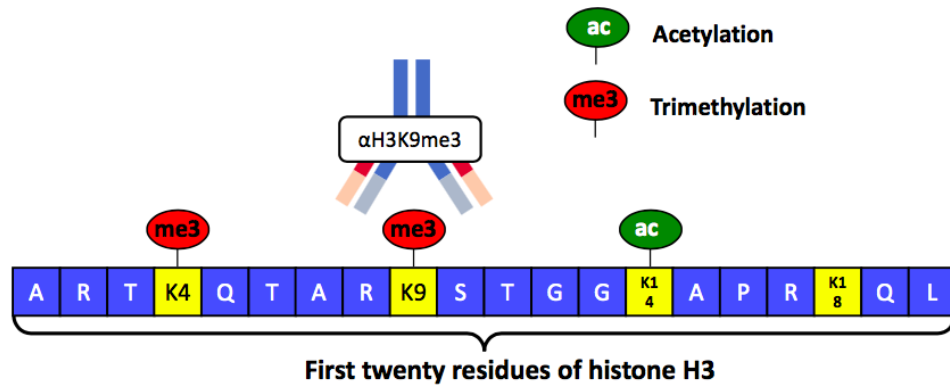 ac Acetylation
me3 Trimethylation
αH3K9me3
me3 me3 ac
A R T K4 Q T A R K9 S T G G K1 4 A P R K1 8 Q L
First twenty residues of histone H3